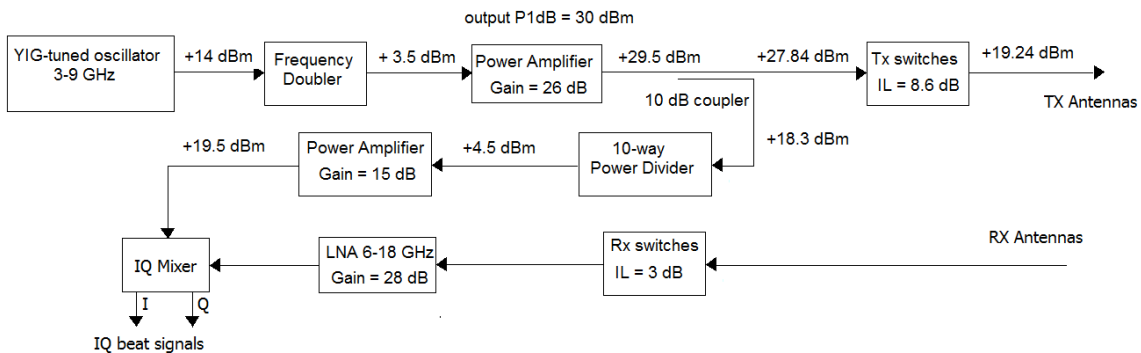 output P1dB = 30 dBm
YIG-tuned oscillator
3-9 GHz
+14 dBm
Frequency
Doubler
+ 3.5 dBm
Power Amplifier
Gain = 26 dB
+29.5 dBm
+27.84 dBm
Tx switches
IL = 8.6 dB
+19.24 dBm
TX Antennas
10 dB coupler
+18.3 dBm
10-way
Power Divider
+4.5 dBm
Power Amplifier
Gain = 15 dB
+19.5 dBm
RX Antennas
Rx switches
IL = 3 dB
LNA 6-18 GHz
Gain = 28 dB
IQ Mixer
I
Q
IQ beat signals